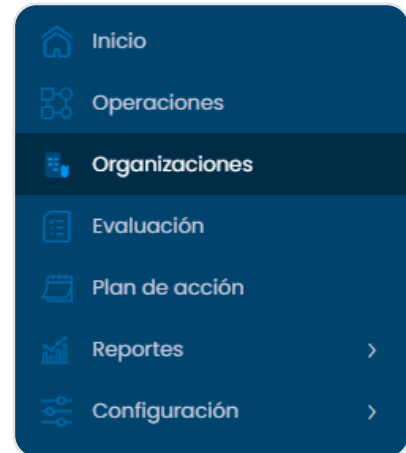 Inicio
Operaciones
Organizaciones
Evaluación
Plan de acción
Reportes
Configuración